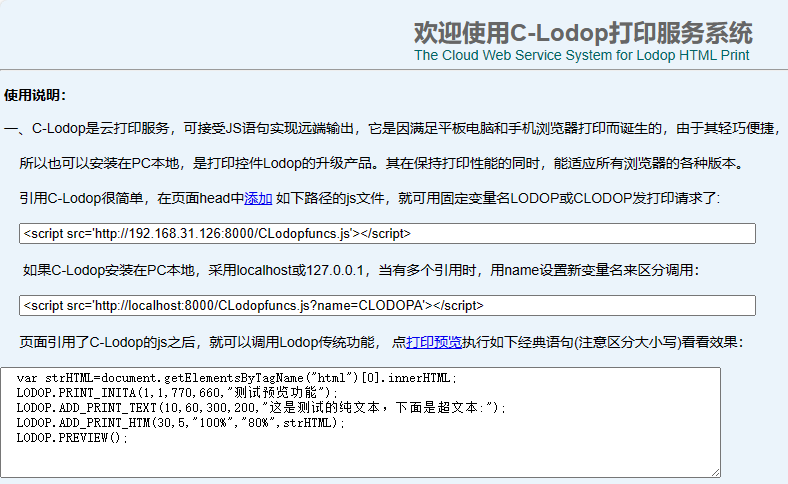 欢迎使用C-Lodop打印服务系统
The Cloud Web Service System for Lodop HTML Print
使用说明：
一、C-Lodop是云打印服务，可接受JS语句实现远端输出，它是因满足平板电脑和手机浏览器打印而诞生的，由于其轻巧便捷，
所以也可以安装在PC本地，是打印控件Lodop的升级产品。其在保持打印性能的同时，能适应所有浏览器的各种版本。
引用C-Lodop很简单，在页面head中添加 如下路径的js文件，就可用固定变量名LODOP或CLODOP发打印请求了:
<script src='http://192.168.31.126:8000/CLodopfuncs.js'></script>
如果C-Lodop安装在PC本地，采用localhost或127.0.0.1，当有多个引用时，用name设置新变量名来区分调用：
<script src='http://localhost:8000/CLodopfuncs.js?name=CLODOPA'></script>
页面引用了C-Lodop的js之后，就可以调用Lodop传统功能， 点打印预览执行如下经典语句(注意区分大小写)看看效果：
var strHTML=document.getElementsByTagName("html")[0].innerHTML;
LODOP.PRINT_INITA(1,1,770,660,"测试预览功能");
LODOP.ADD_PRINT_TEXT(10,60,300,200,"这是测试的纯文本，下面是超文本:");
LODOP.ADD_PRINT_HTM(30,5,"100%","80%",strHTML);
LODOP.PREVIEW();